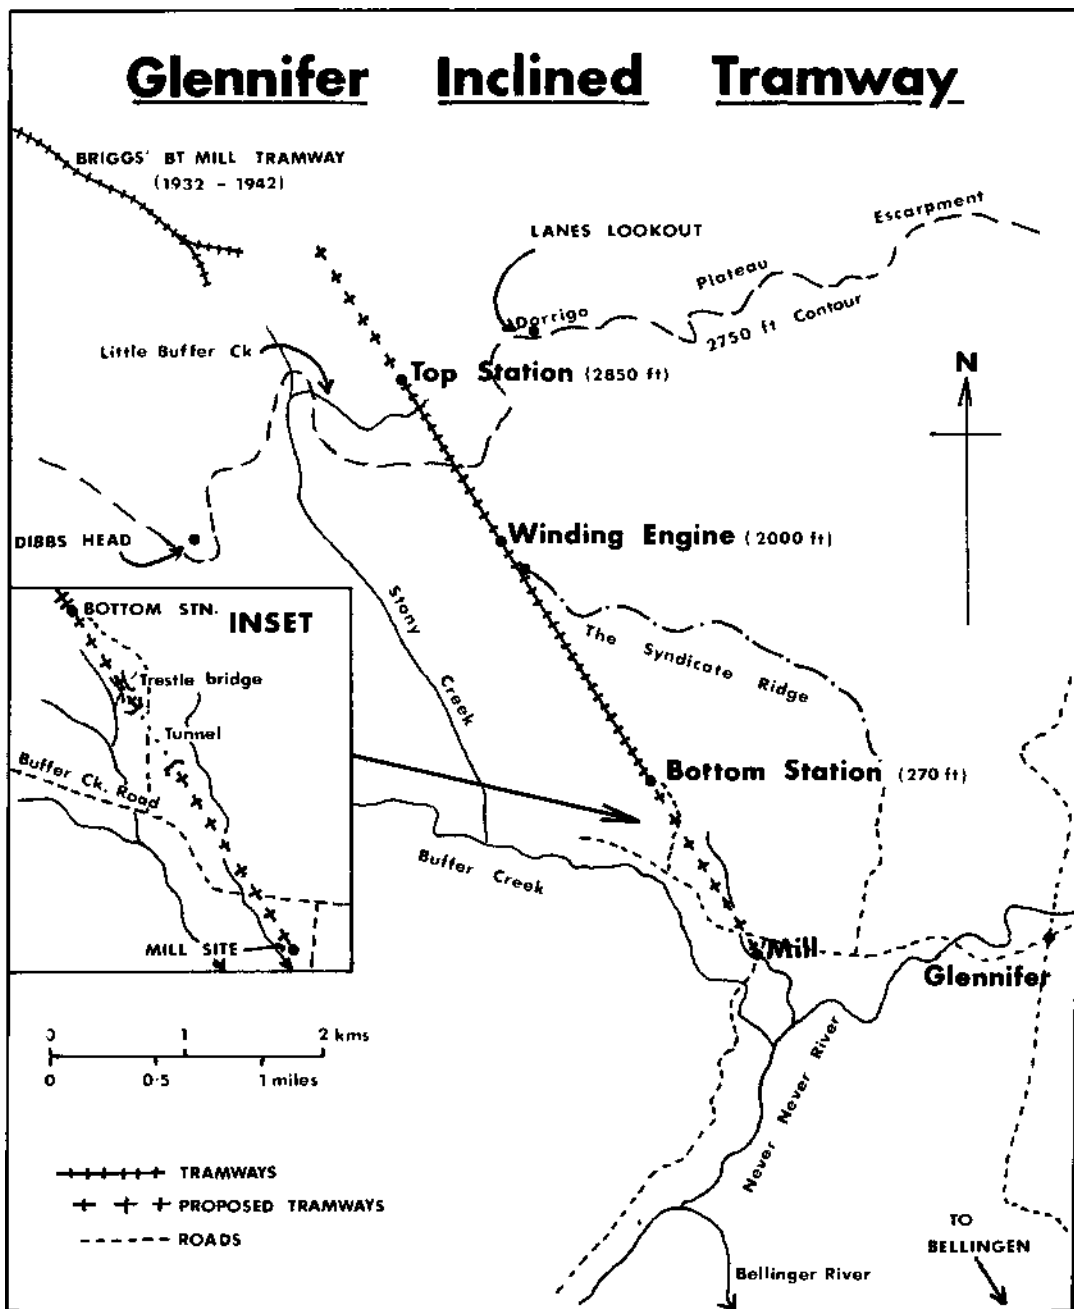 Glennifer Inclined Tramway
BRIGGS' BT MILL TRAMWAY
(1932 - 1942)
Escarpment
LANES LOOKOUT
Plateau
Dorrigo
2750 ft Contour
Little Buffer Ck
Top Station (2850 ft)
N
Winding Engine (2000 ft)
DIBBS HEAD
Stony
Creek
The Syndicate Ridge
BOTTOM STN.
INSET
Trestle bridge
Tunnel
Buffer Ck. Road
MILL SITE
Bottom Station (270 ft)
Buffer Creek
Mill
Glennifer
0 1 2 kms
0 0·5 1 miles
Never Never River
TRAMWAYS
PROPOSED TRAMWAYS
ROADS
TO
BELLINGEN
Bellinger River